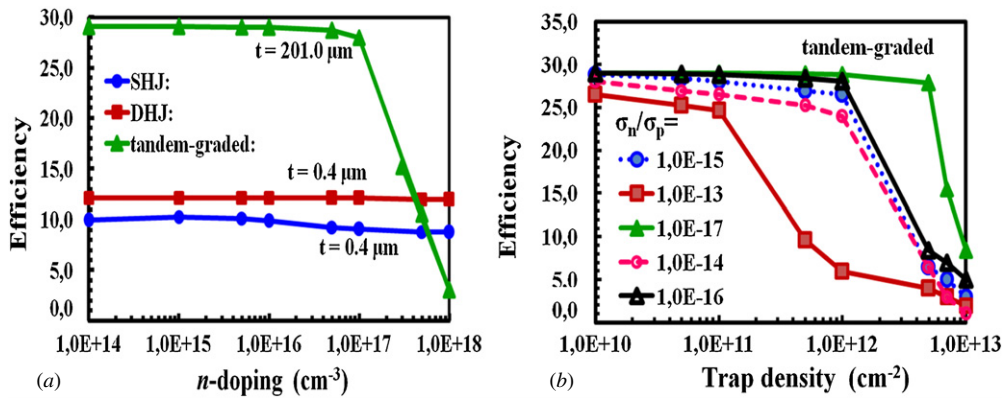 30,0
25,0
20,0
15,0
10,0
5,0
0,0
Efficiency
t = 201.0 µm
SHJ:
DHJ:
tandem-graded:
t = 0.4 µm
t = 0.4 µm
1,0E+14 1,0E+15 1,0E+16 1,0E+17 1,0E+18
(a) n-doping (cm-3)
tandem-graded
35.0
30.0
25.0
20.0
15.0
10.0
5.0
0.0
Efficiency
σn/σp=
1,0E-15
1,0E-13
1,0E-17
1,0E-14
1,0E-16
1,0E+10 1,0E+11 1,0E+12 1,0E+13
(b) Trap density (cm-2)